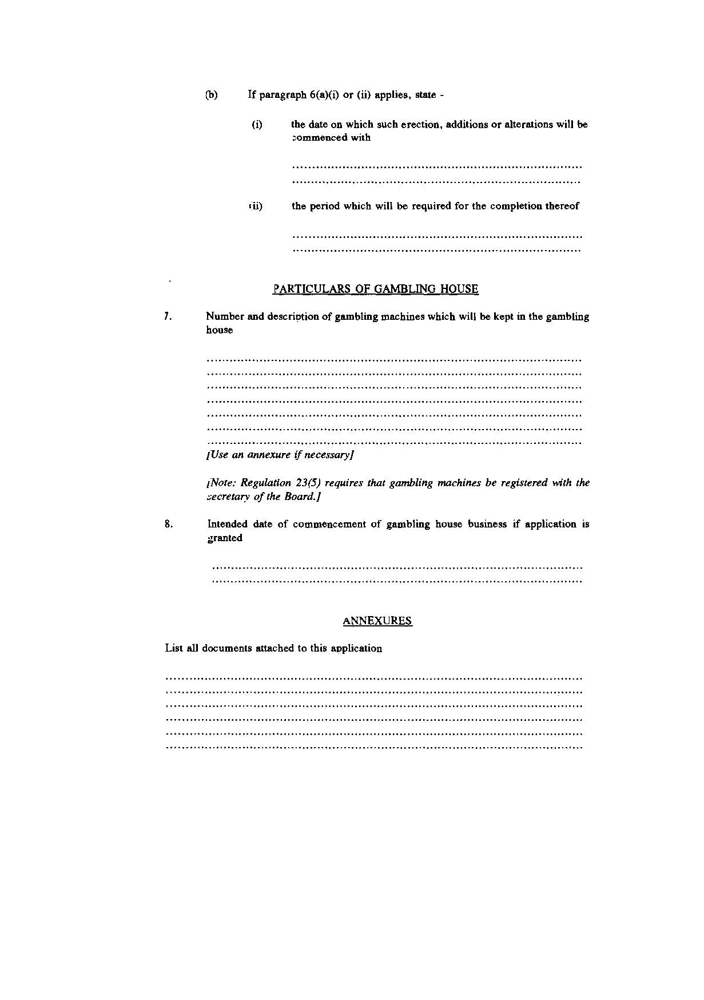 (b) If paragraph 6(a)(i) or (ii) applies, state -
(i) the date on which such erection, additions or alterations will be
commenced with
..............................................................................
..............................................................................
(ii) the period which will be required for the completion thereof
..............................................................................
..............................................................................
PARTICULARS OF GAMBLING HOUSE
7. Number and description of gambling machines which will be kept in the gambling
house
....................................................................................................
....................................................................................................
....................................................................................................
....................................................................................................
....................................................................................................
....................................................................................................
....................................................................................................
[Use an annexure if necessary]
[Note: Regulation 23(5) requires that gambling machines be registered with the
secretary of the Board.]
8. Intended date of commencement of gambling house business if application is
granted
....................................................................................................
....................................................................................................
ANNEXURES
List all documents attached to this application
................................................................................................................
................................................................................................................
................................................................................................................
................................................................................................................
................................................................................................................
................................................................................................................